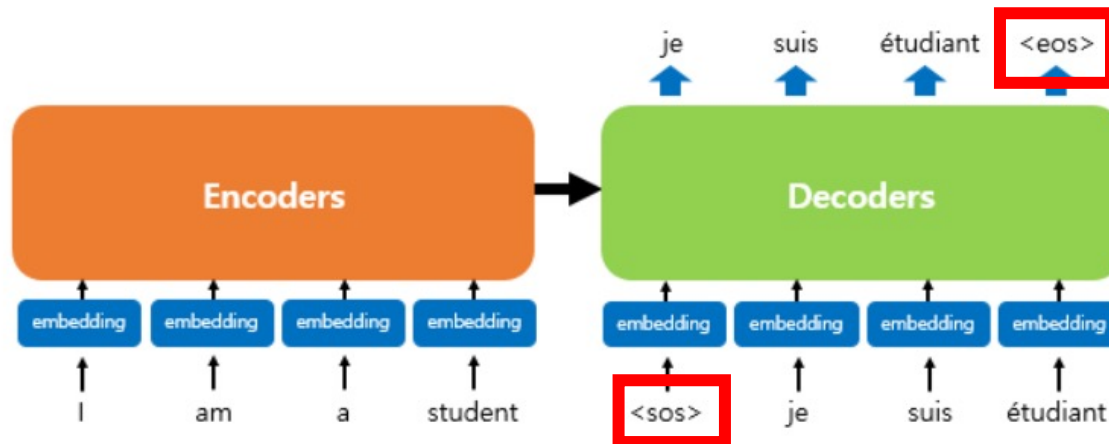 je suis étudiant <eos>
Encoders
Decoders
embedding embedding embedding embedding
embedding embedding embedding embedding
I am a student
<sos> je suis étudiant